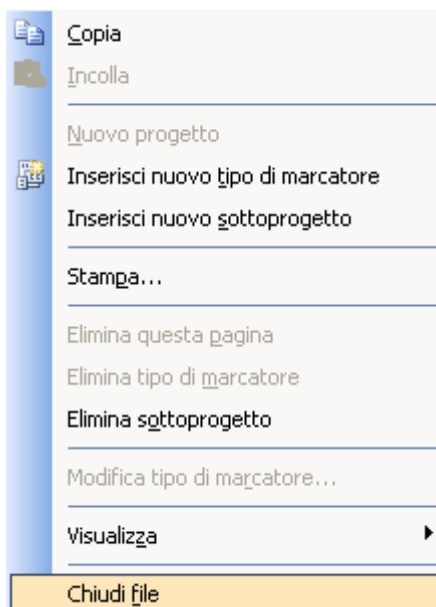 Copia
Incolla
Nuovo progetto
Inserisci nuovo tipo di marcatore
Inserisci nuovo sottoprogetto
Stampa...
Elimina questa pagina
Elimina tipo di marcatore
Elimina sottoprogetto
Modifica tipo di marcatore...
Visualizza
Chiudi file